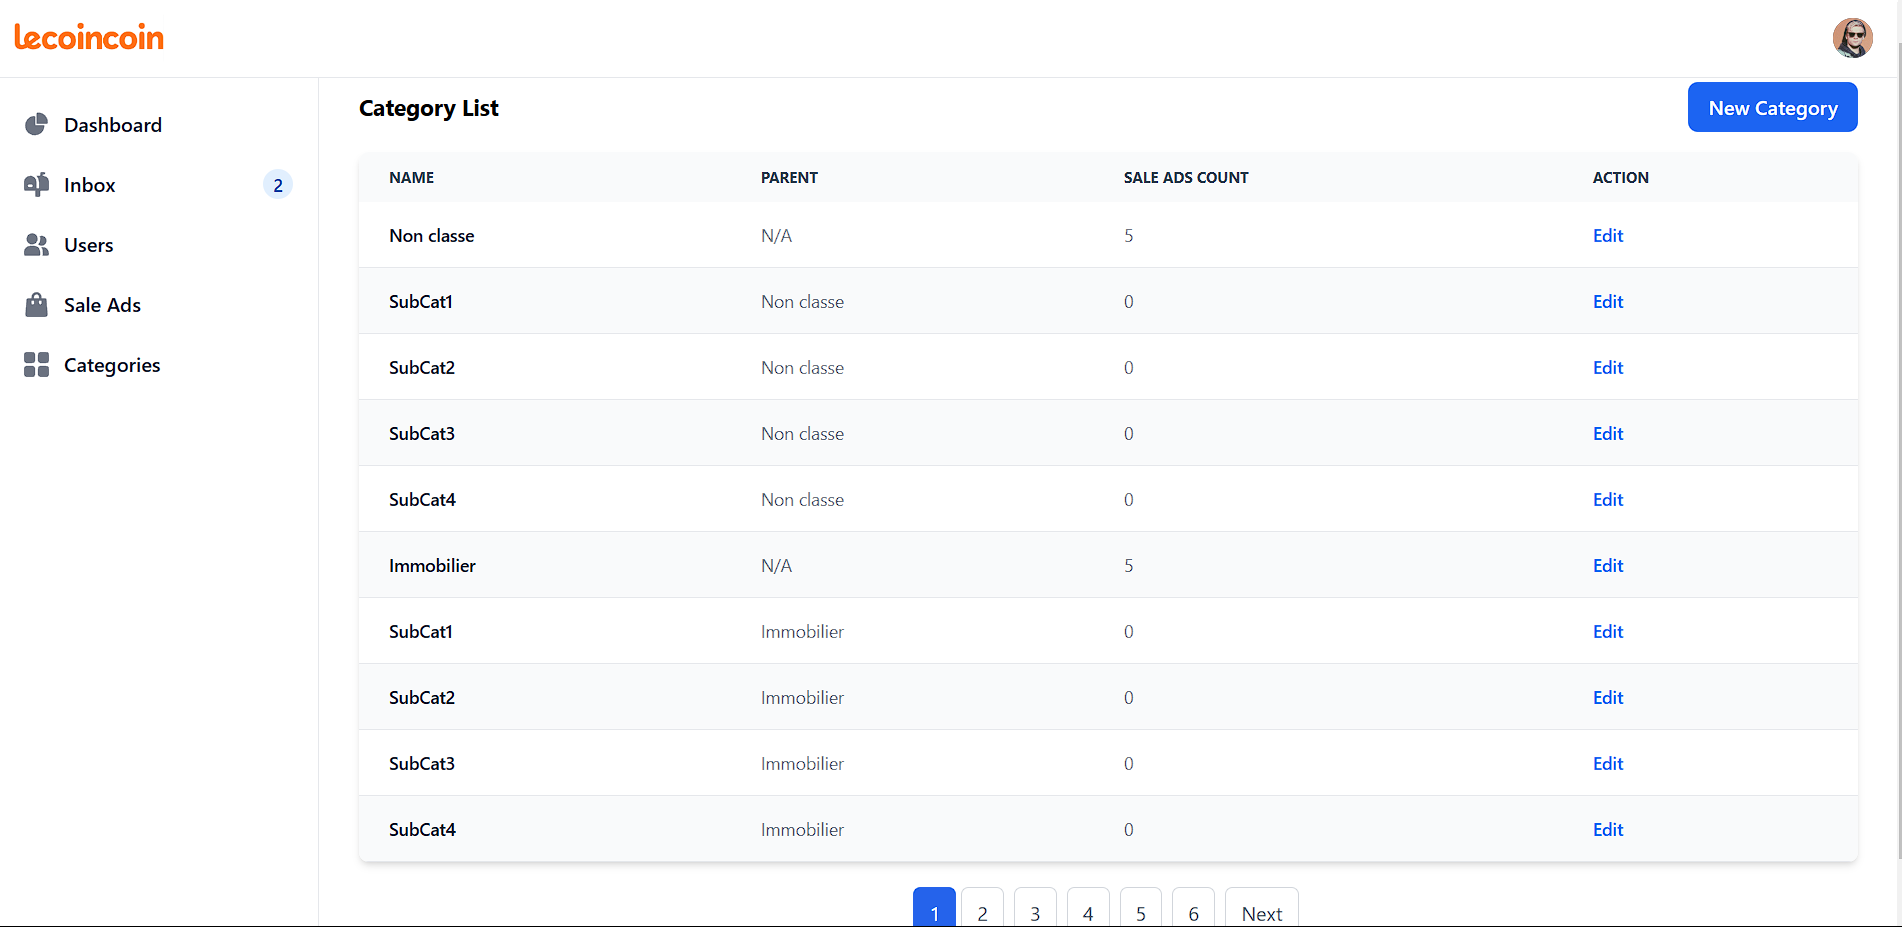 lecoincoin
Dashboard
Inbox 2
Users
Sale Ads
Categories
Category List
New Category
NAME PARENT SALE ADS COUNT ACTION
Non classe N/A 5 Edit
SubCat1 Non classe 0 Edit
SubCat2 Non classe 0 Edit
SubCat3 Non classe 0 Edit
SubCat4 Non classe 0 Edit
Immobilier N/A 5 Edit
SubCat1 Immobilier 0 Edit
SubCat2 Immobilier 0 Edit
SubCat3 Immobilier 0 Edit
SubCat4 Immobilier 0 Edit
1 2 3 4 5 6 Next